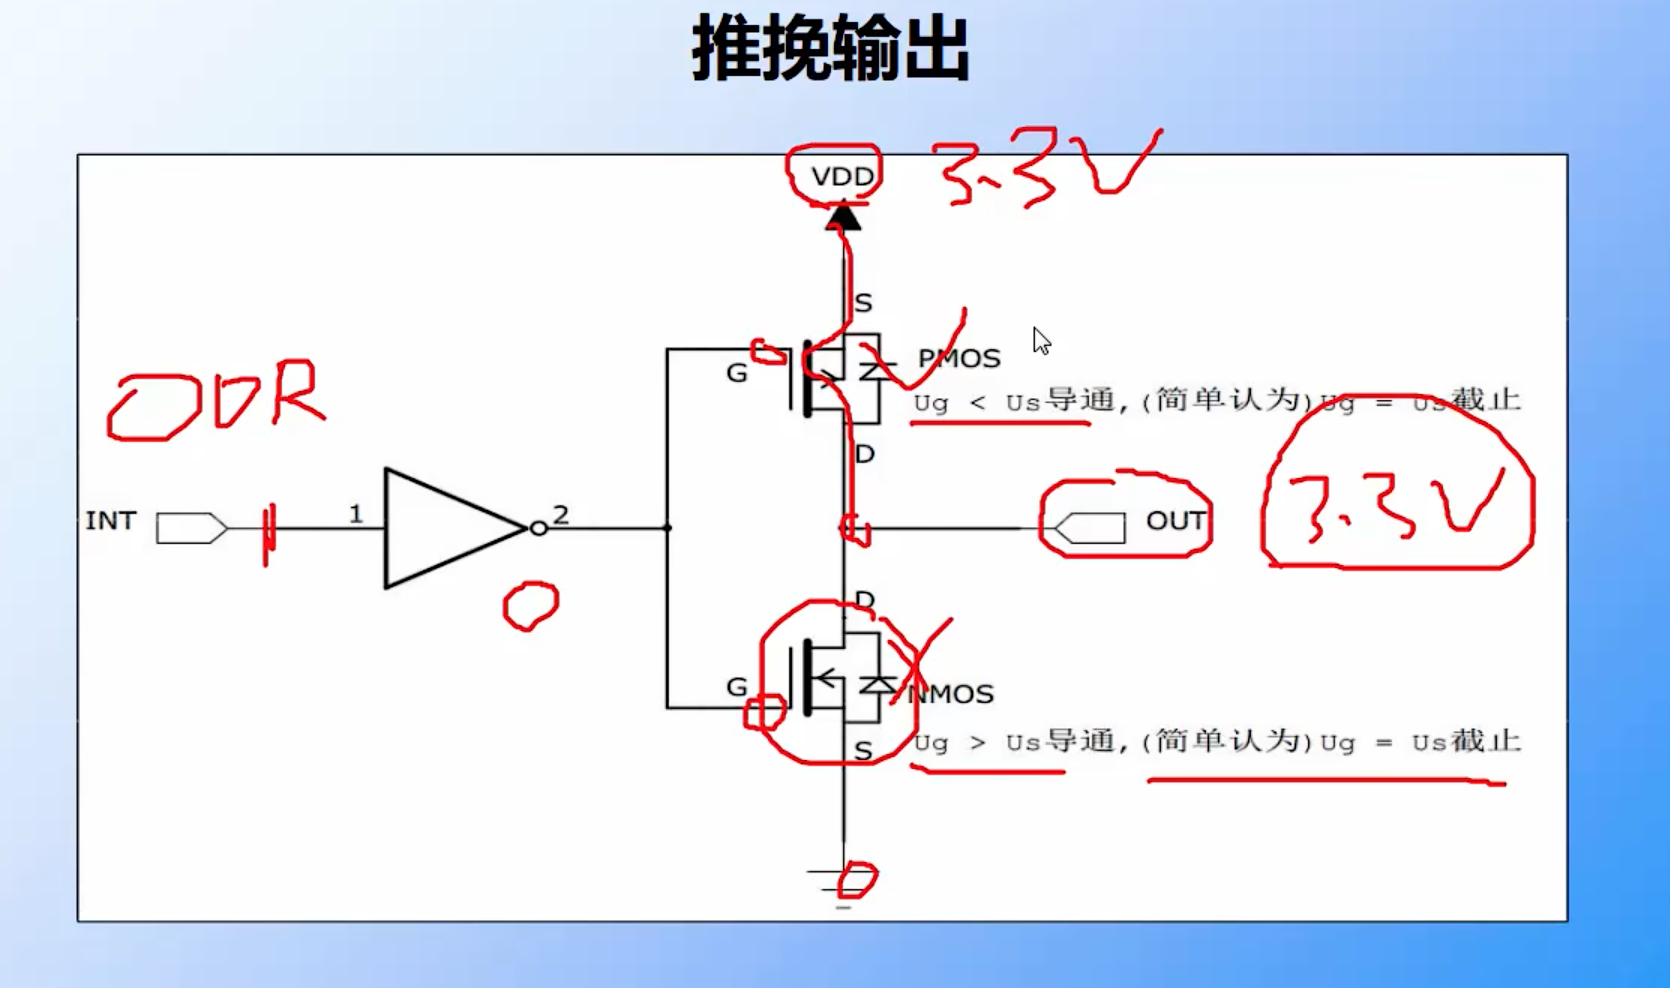 推挽输出
VDD
3.3V
S
G
PMOS
Ug < Us导通,(简单认为)Ug = Us截止
ODR
D
INT
1
2
OUT
3.3V
0
D
G
NMOS
S
Ug > Us导通,(简单认为)Ug = Us截止
0